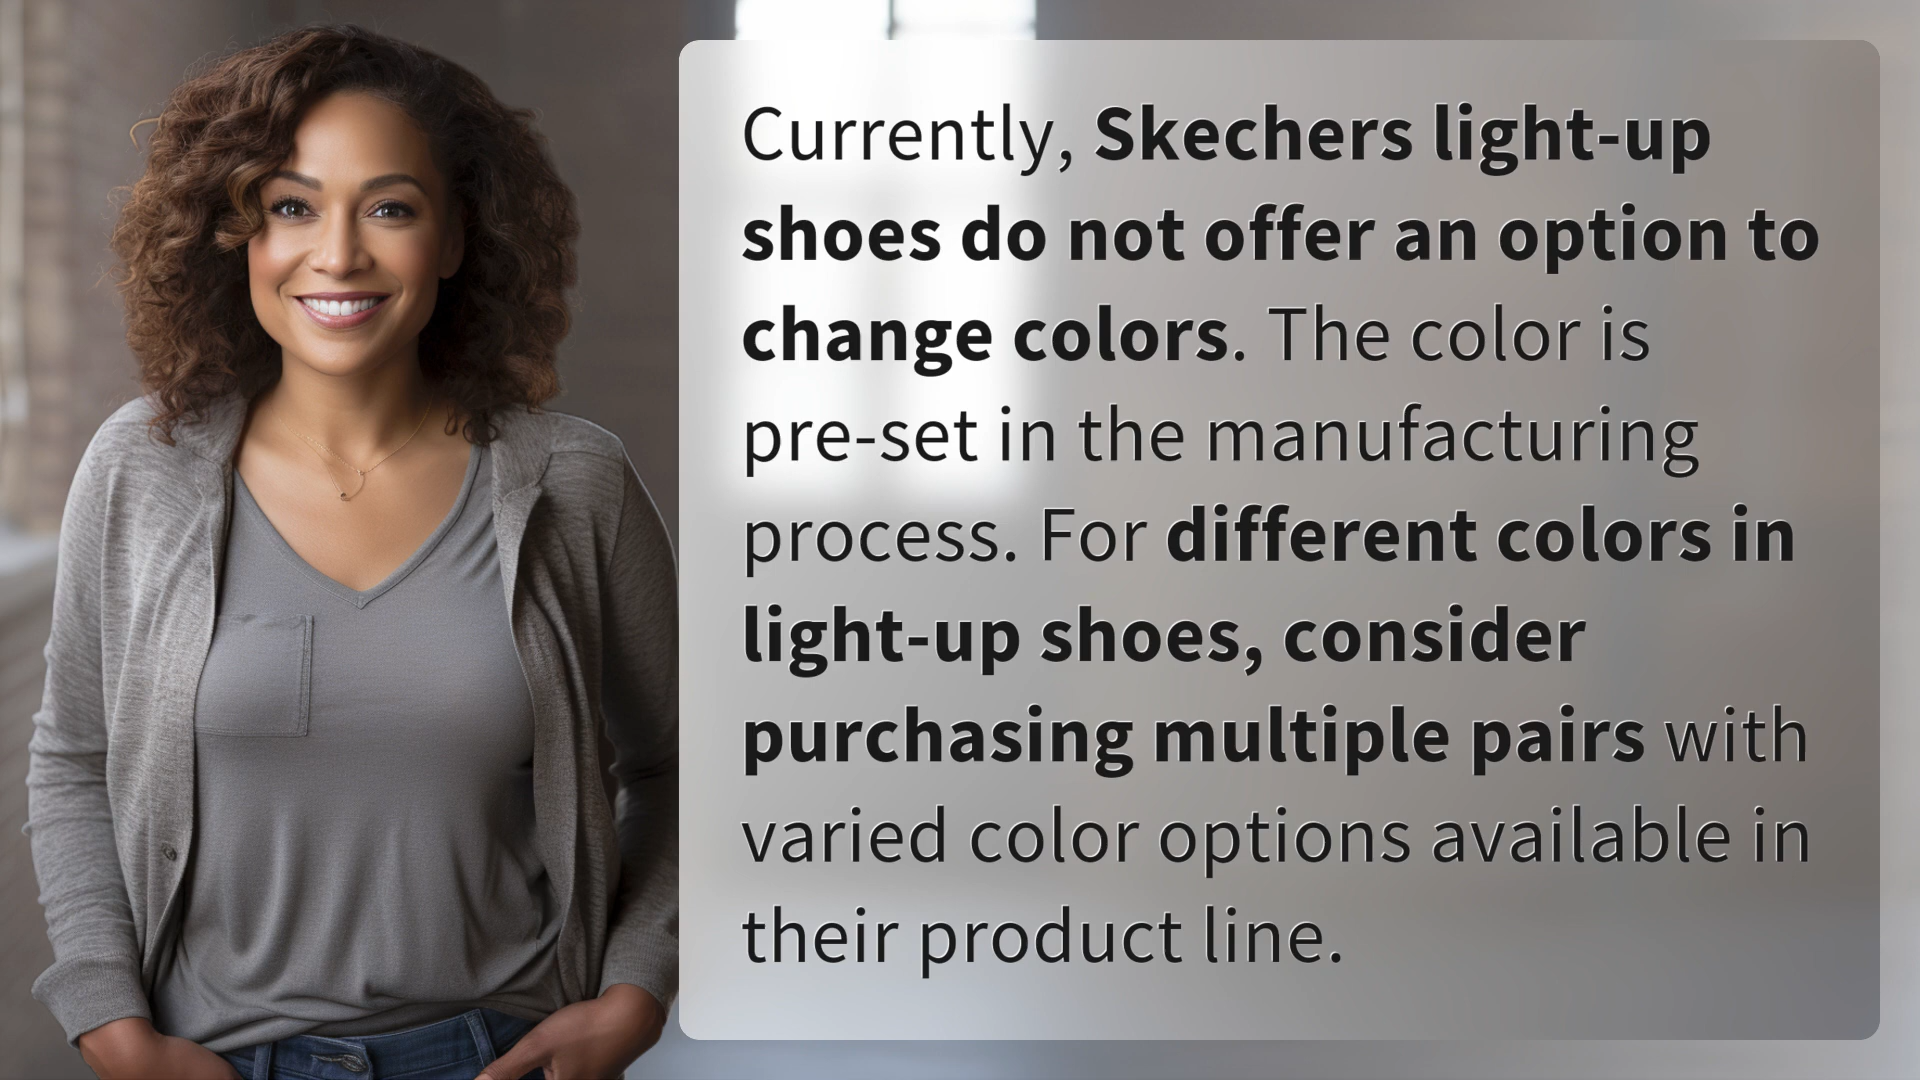 Currently, Skechers light-up
shoes do not offer an option to
change colors. The color is
pre-set in the manufacturing
process. For different colors in
light-up shoes, consider
purchasing multiple pairs with
varied color options available in
their product line.